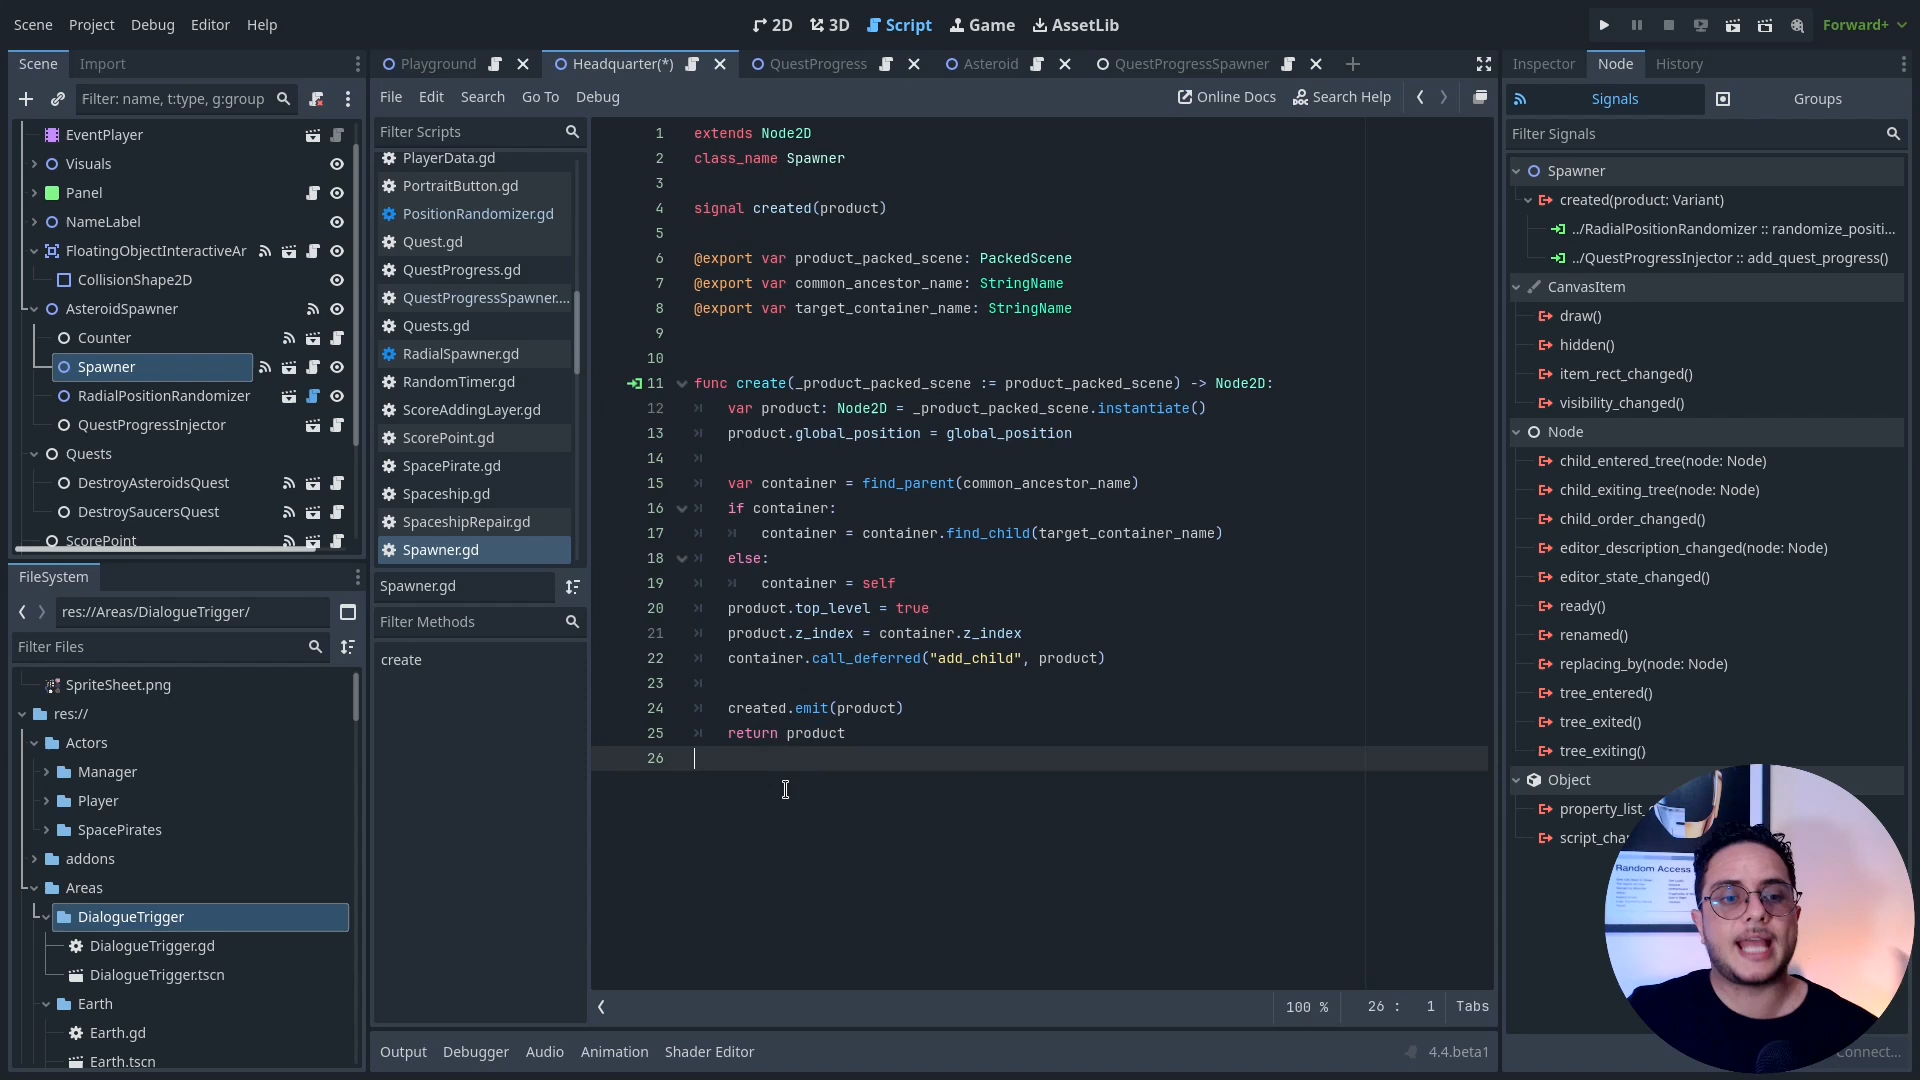 Scene Project Debug Editor Help
2D 3D Script Game AssetLib
Forward+
Scene Import
Filter: name, t:type, g:group
EventPlayer
Visuals
Panel
NameLabel
FloatingObjectInteractiveAr
CollisionShape2D
AsteroidSpawner
Counter
Spawner
RadialPositionRandomizer
QuestProgressInjector
Quests
DestroyAsteroidsQuest
DestroySaucersQuest
ScorePoint
FileSystem
res://Areas/DialogueTrigger/
Filter Files
SpriteSheet.png
res://
Actors
Manager
Player
SpacePirates
addons
Areas
DialogueTrigger
DialogueTrigger.gd
DialogueTrigger.tscn
Earth
Earth.gd
Earth.tscn
Playground Headquarter(*) QuestProgress Asteroid QuestProgressSpawner
File Edit Search Go To Debug
Online Docs Search Help
Filter Scripts
PlayerData.gd
PortraitButton.gd
PositionRandomizer.gd
Quest.gd
QuestProgress.gd
QuestProgressSpawner....
Quests.gd
RadialSpawner.gd
RandomTimer.gd
ScoreAddingLayer.gd
ScorePoint.gd
SpacePirate.gd
Spaceship.gd
SpaceshipRepair.gd
Spawner.gd
Spawner.gd
Filter Methods
create
1 extends Node2D
2 class_name Spawner
3
4 signal created(product)
5
6 @export var product_packed_scene: PackedScene
7 @export var common_ancestor_name: StringName
8 @export var target_container_name: StringName
9
10
11 func create(_product_packed_scene := product_packed_scene) -> Node2D:
12 var product: Node2D = _product_packed_scene.instantiate()
13 product.global_position = global_position
14
15 var container = find_parent(common_ancestor_name)
16 if container:
17 container = container.find_child(target_container_name)
18 else:
19 container = self
20 product.top_level = true
21 product.z_index = container.z_index
22 container.call_deferred("add_child", product)
23
24 created.emit(product)
25 return product
26
100 % 26 : 1 Tabs
Output Debugger Audio Animation Shader Editor
4.4.beta1
Inspector Node History
Signals Groups
Filter Signals
Spawner
created(product: Variant)
../RadialPositionRandomizer :: randomize_positi...
../QuestProgressInjector :: add_quest_progress()
CanvasItem
draw()
hidden()
item_rect_changed()
visibility_changed()
Node
child_entered_tree(node: Node)
child_exiting_tree(node: Node)
child_order_changed()
editor_description_changed(node: Node)
editor_state_changed()
ready()
renamed()
replacing_by(node: Node)
tree_entered()
tree_exited()
tree_exiting()
Object
property_list_
script_cha
Random Access
Connect...